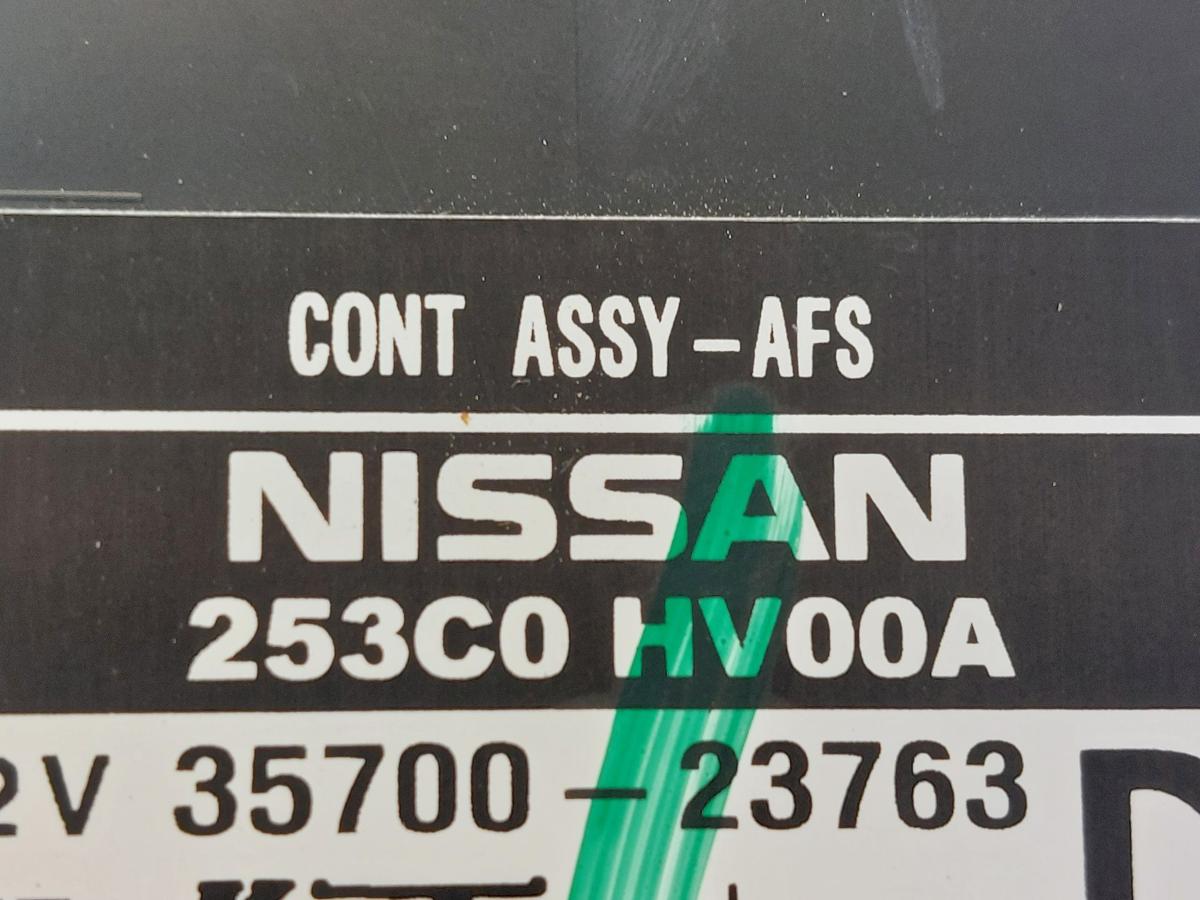 CONT ASSY-AFS
NISSAN
253C0 HV00A
2V 35700-23763